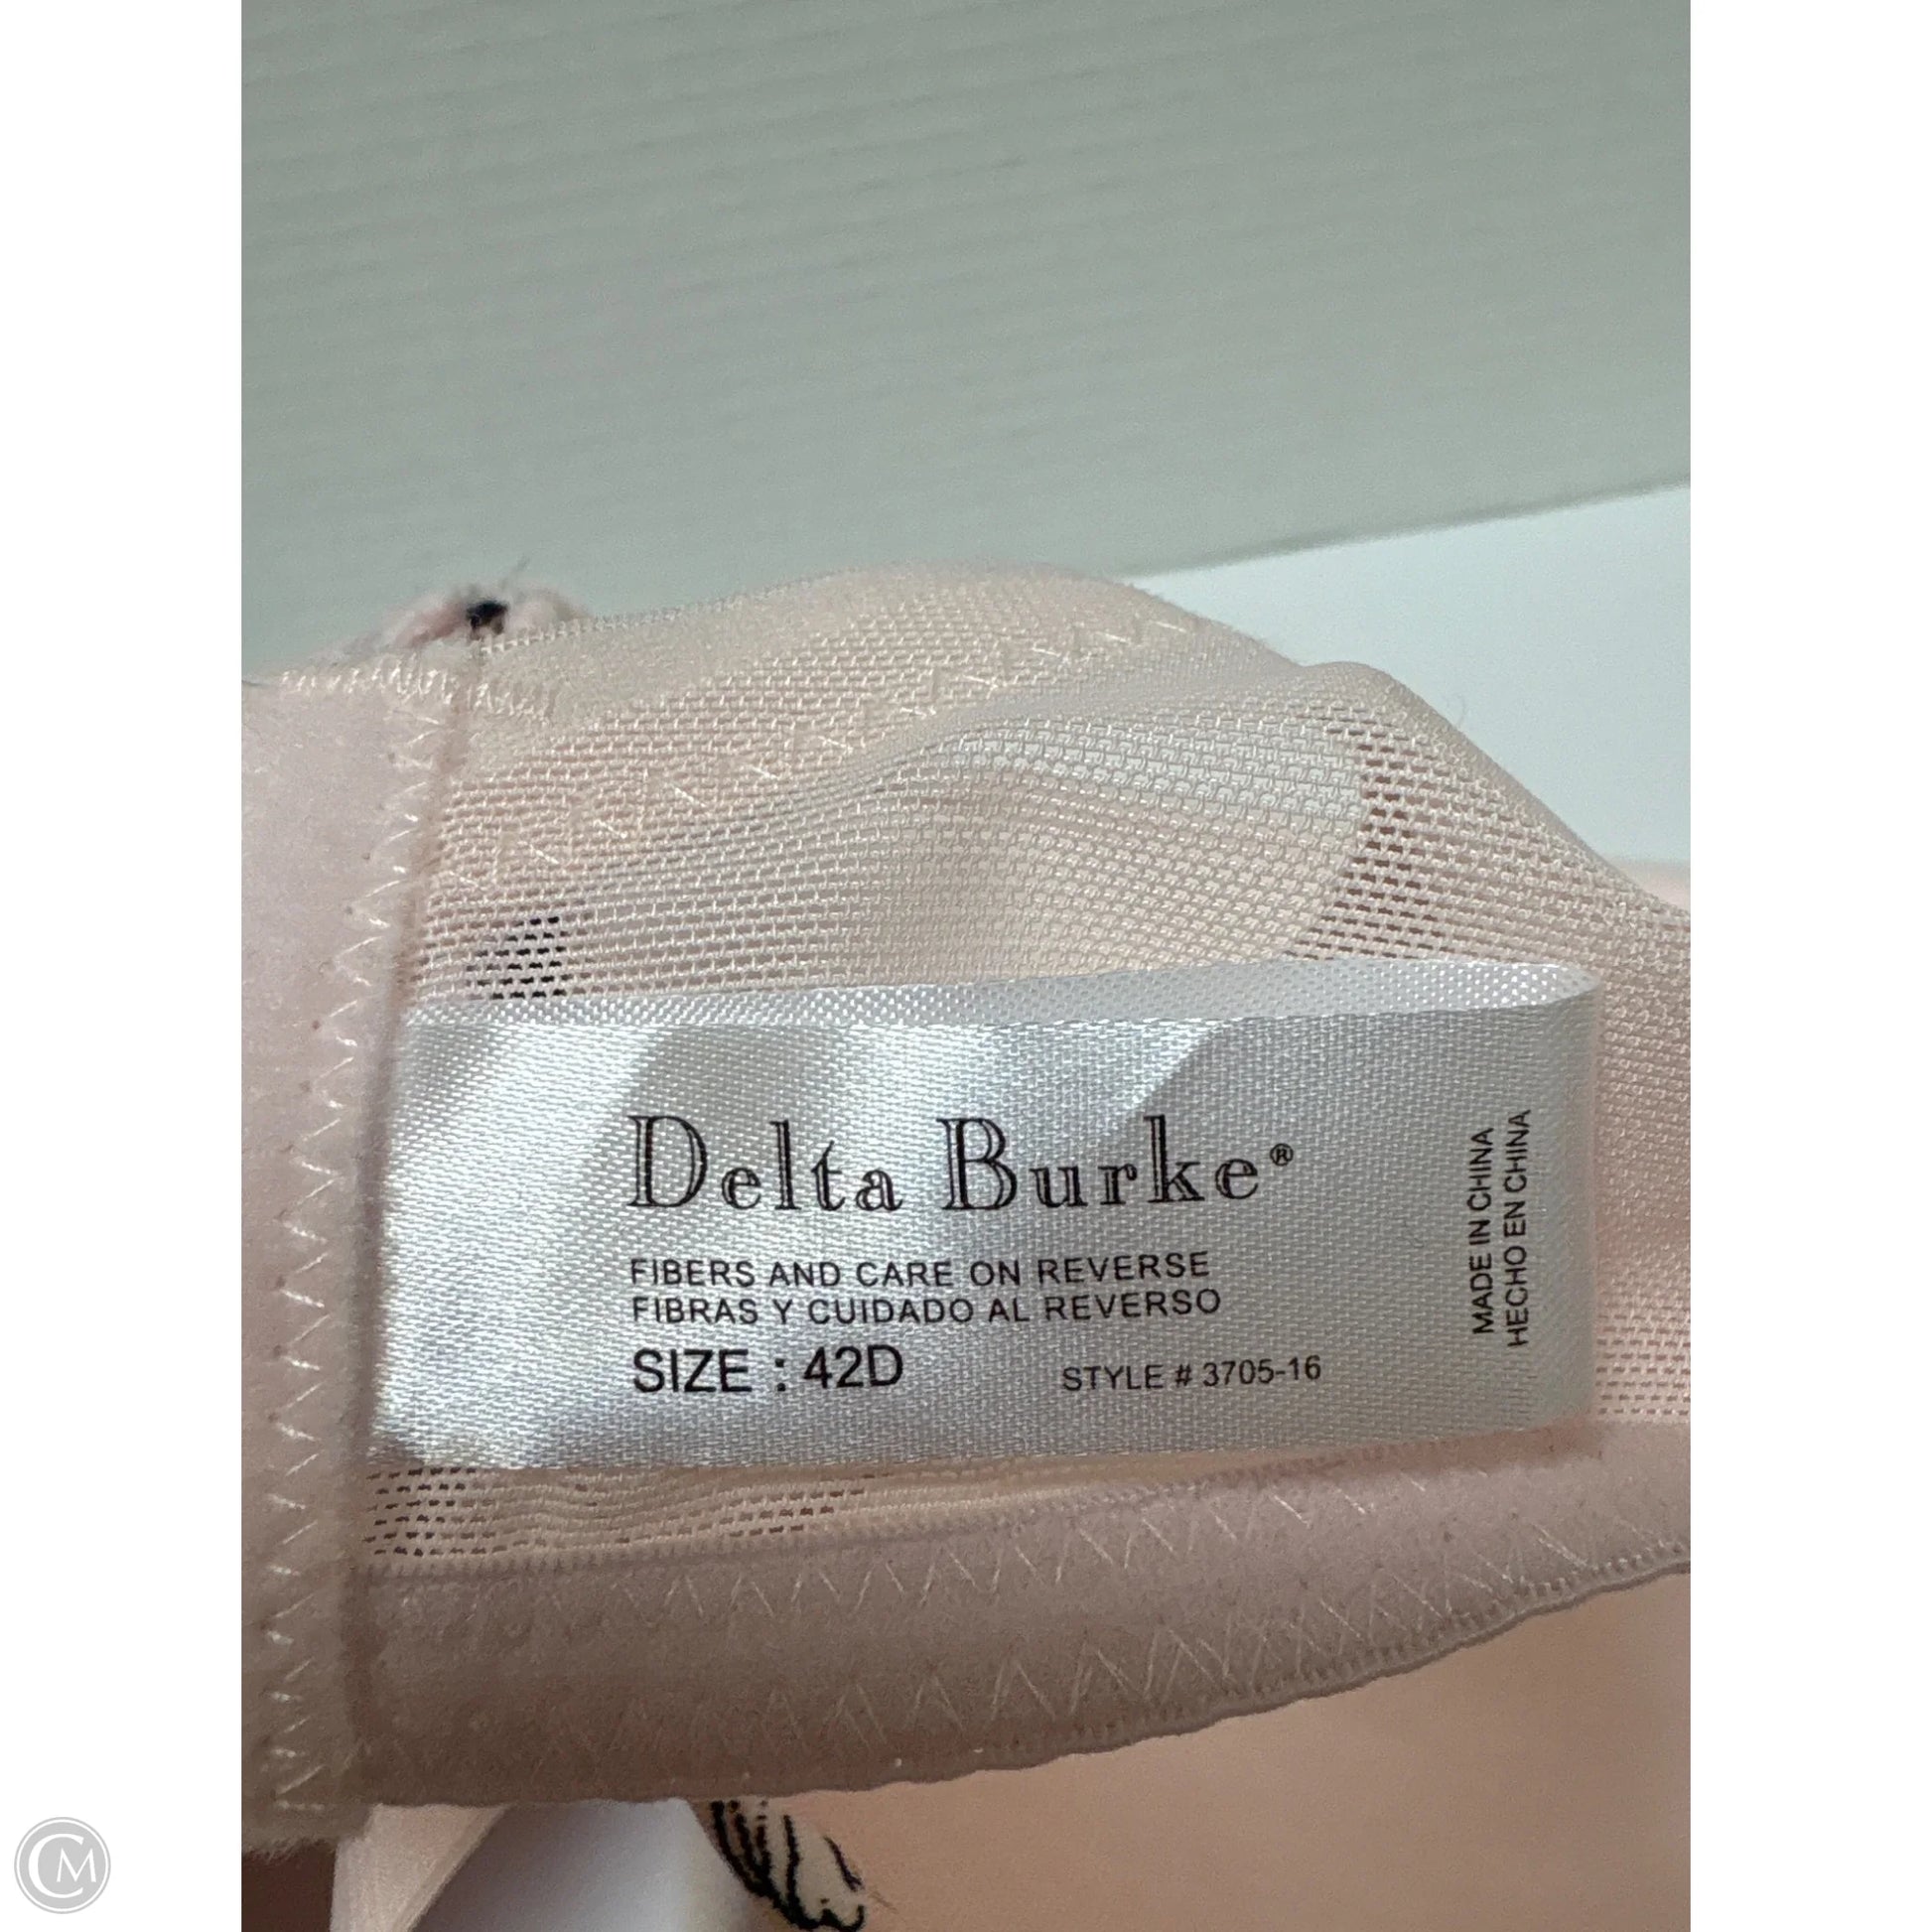 Delta Burke®
FIBERS AND CARE ON REVERSE
FIBRAS Y CUIDADO AL REVERSO
SIZE : 42D
STYLE # 3705-16
MADE IN CHINA
HECHO EN CHINA
CM